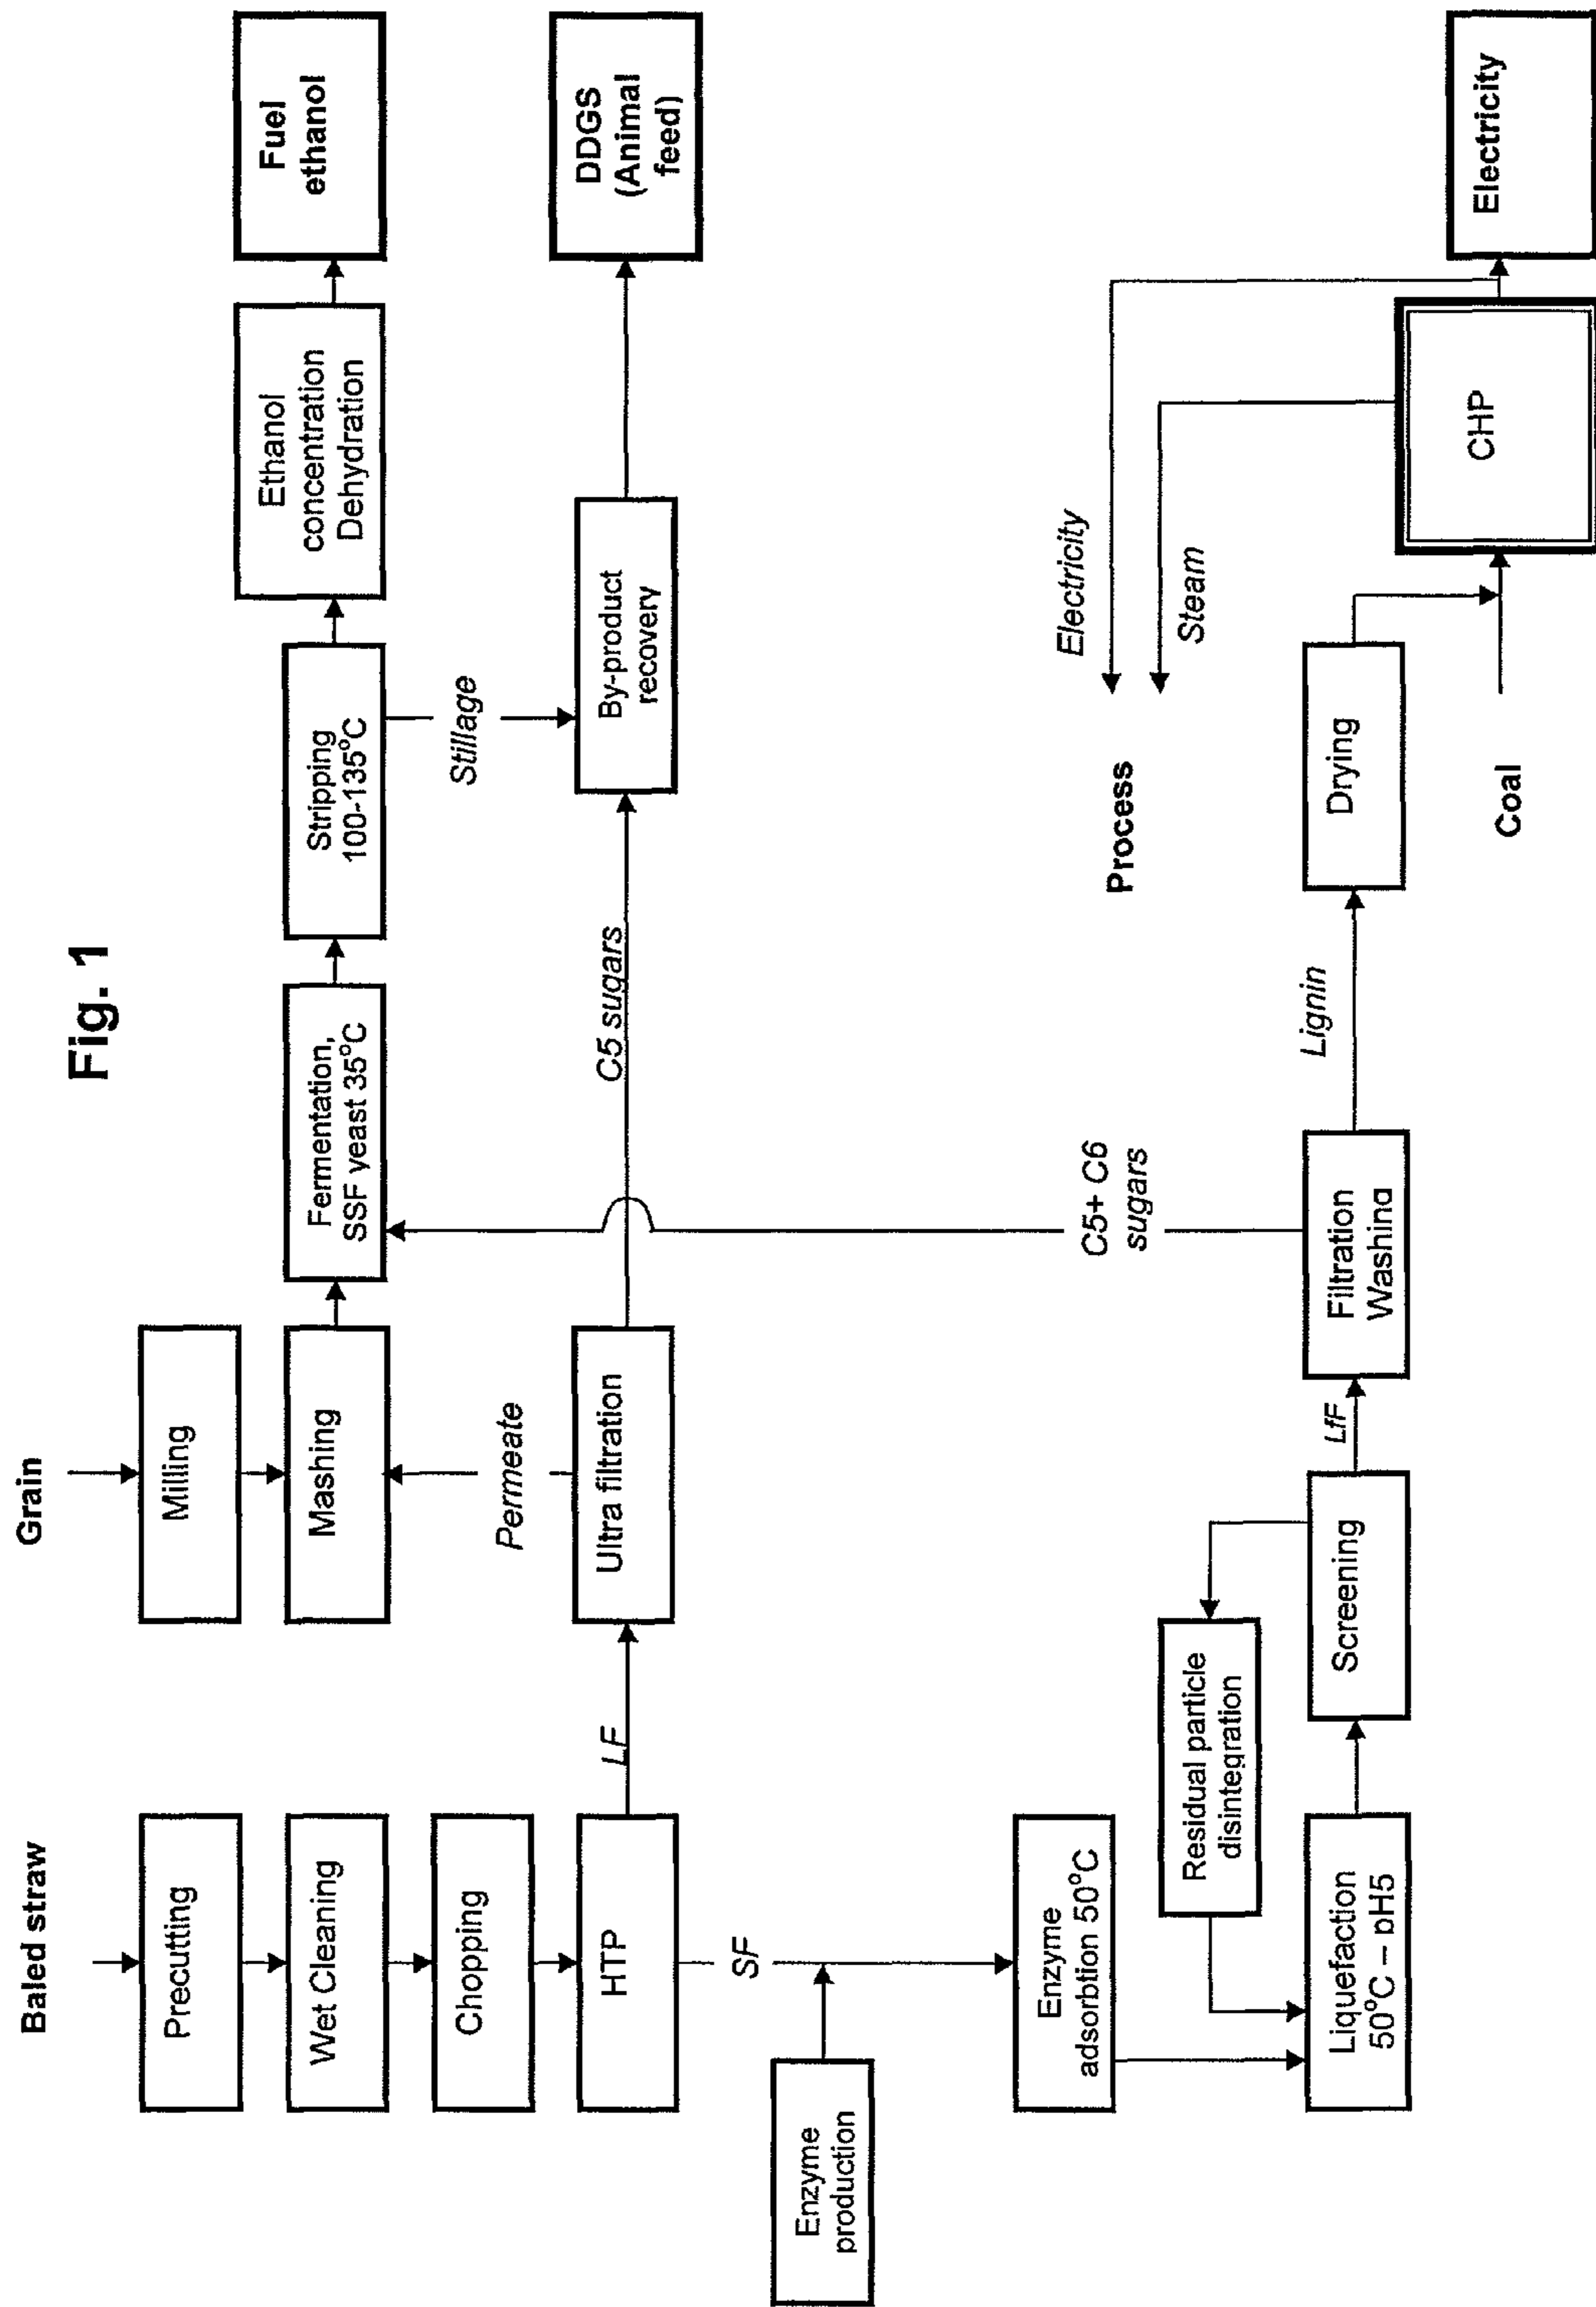 Fig. 1
Baled straw
Precutting
Wet Cleaning
Chopping
HTP
LF
SF
Enzyme
production
Enzyme
adsorbtion 50°C
Liquefaction
50°C – pH5
Residual particle
disintegration
Screening
LfF
Filtration
Washing
C5+ C6
sugars
Lignin
Drying
Coal
CHP
Process
Electricity
Steam
Electricity
Grain
Milling
Mashing
Permeate
Ultra filtration
C5 sugars
Fermentation,
SSF yeast 35°C
Stripping
100-135°C
Stillage
By-product
recovery
Ethanol
concentration
Dehydration
Fuel
ethanol
DDGS
(Animal
feed)